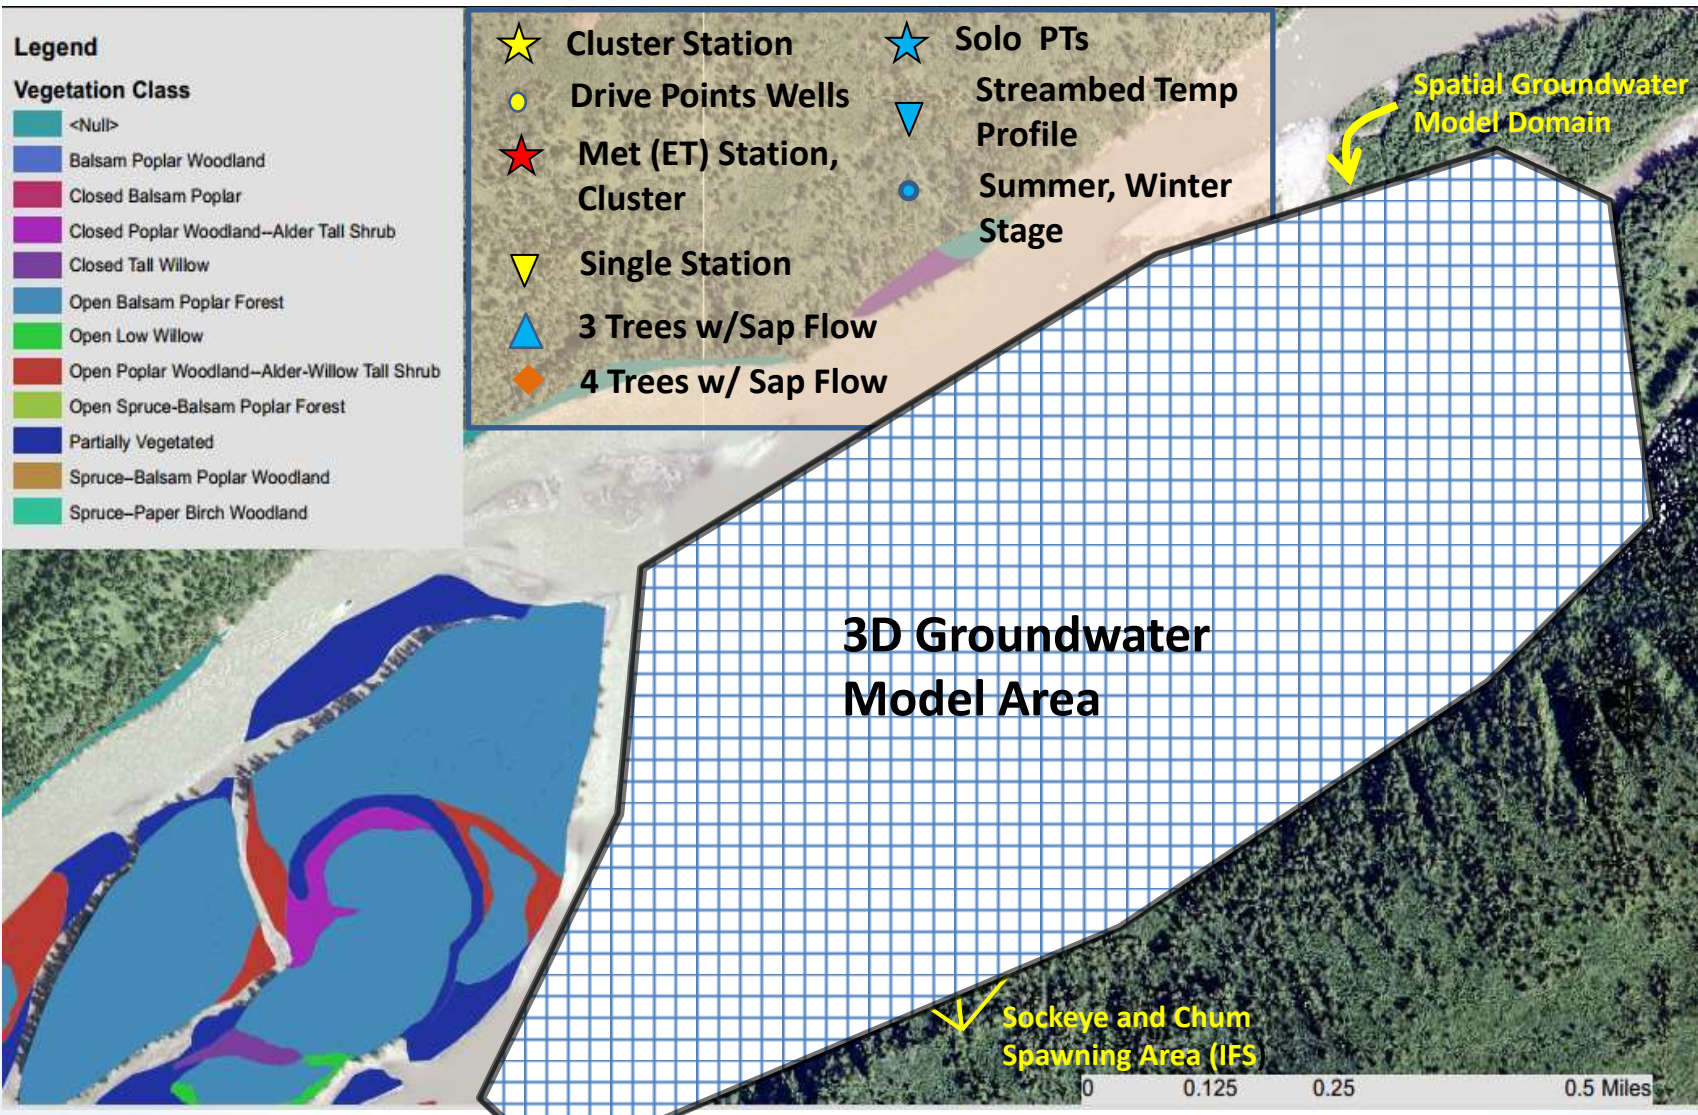 Legend
Vegetation Class
<Null>
Balsam Poplar Woodland
Closed Balsam Poplar
Closed Poplar Woodland--Alder Tall Shrub
Closed Tall Willow
Open Balsam Poplar Forest
Open Low Willow
Open Poplar Woodland--Alder-Willow Tall Shrub
Open Spruce-Balsam Poplar Forest
Partially Vegetated
Spruce--Balsam Poplar Woodland
Spruce--Paper Birch Woodland
Cluster Station
Drive Points Wells
Met (ET) Station,
Cluster
Single Station
3 Trees w/Sap Flow
4 Trees w/ Sap Flow
Solo PTs
Streambed Temp
Profile
Summer, Winter
Stage
Spatial Groundwater
Model Domain
3D Groundwater
Model Area
Sockeye and Chum
Spawning Area (IFS
0 0.125 0.25 0.5 Miles